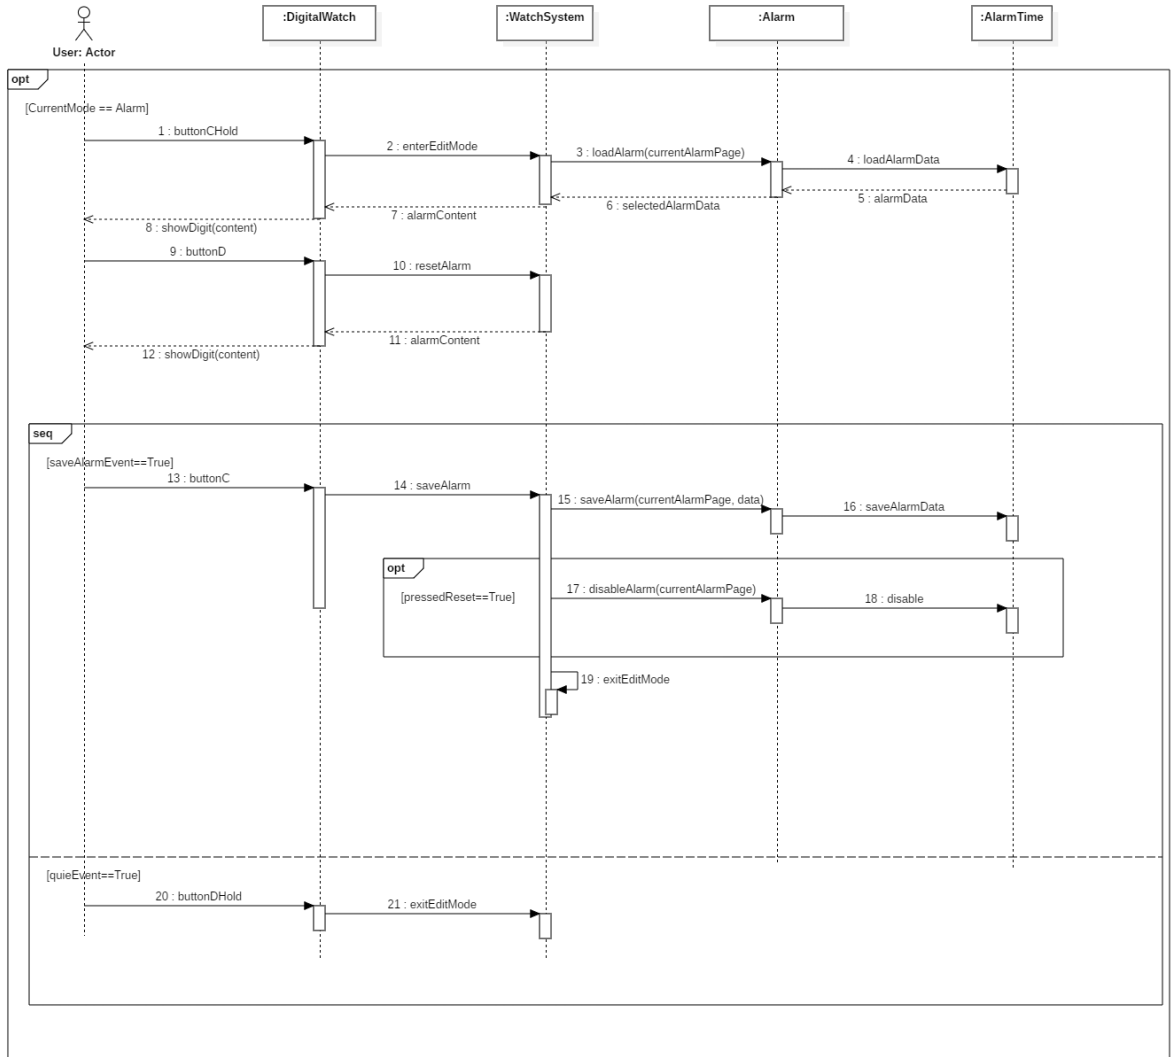 :DigitalWatch
:WatchSystem
:Alarm
:AlarmTime
User: Actor
opt
[CurrentMode == Alarm]
1 : buttonCHold
2 : enterEditMode
3 : loadAlarm(currentAlarmPage)
4 : loadAlarmData
5 : alarmData
6 : selectedAlarmData
7 : alarmContent
8 : showDigit(content)
9 : buttonD
10 : resetAlarm
11 : alarmContent
12 : showDigit(content)
seq
[saveAlarmEvent==True]
13 : buttonC
14 : saveAlarm
15 : saveAlarm(currentAlarmPage, data)
16 : saveAlarmData
opt
[pressedReset==True]
17 : disableAlarm(currentAlarmPage)
18 : disable
19 : exitEditMode
[quieEvent==True]
20 : buttonDHold
21 : exitEditMode